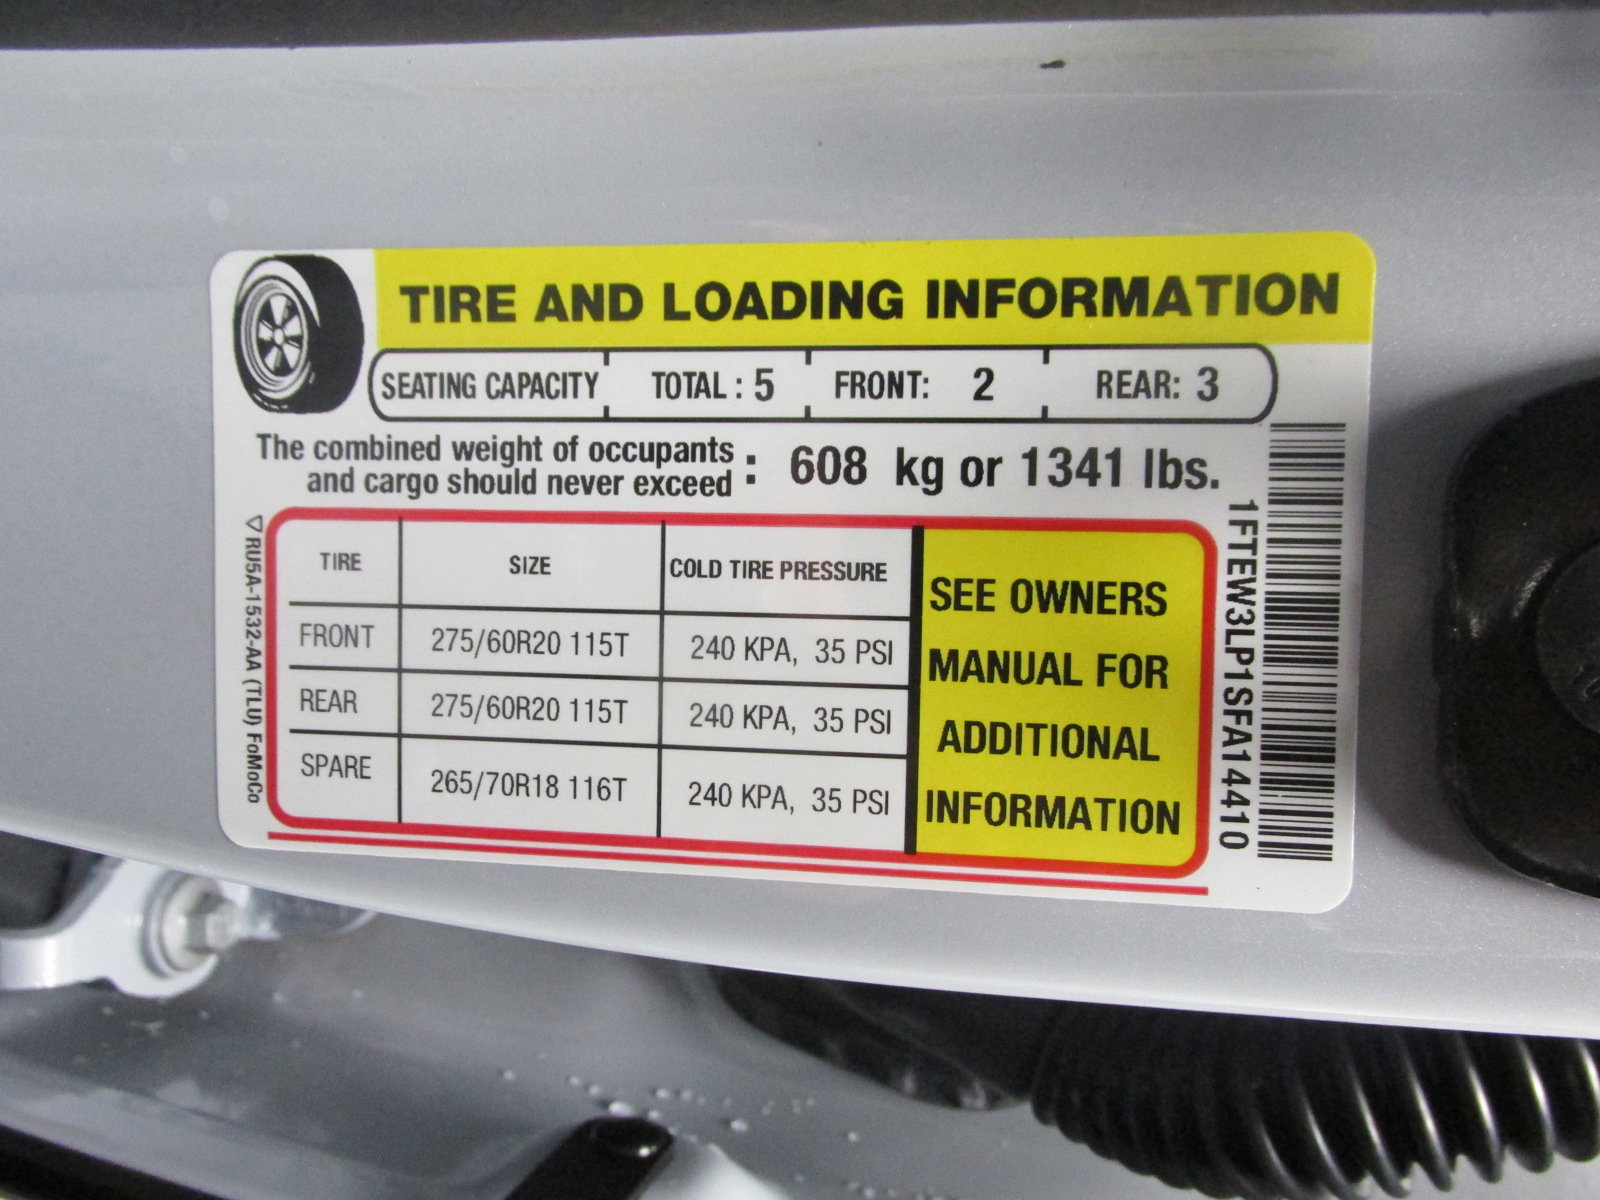 TIRE AND LOADING INFORMATION
SEATING CAPACITY TOTAL : 5 FRONT: 2 REAR: 3
The combined weight of occupants
and cargo should never exceed : 608 kg or 1341 lbs.
TIRE SIZE COLD TIRE PRESSURE
FRONT 275/60R20 115T 240 KPA, 35 PSI
REAR 275/60R20 115T 240 KPA, 35 PSI
SPARE 265/70R18 116T 240 KPA, 35 PSI
SEE OWNERS
MANUAL FOR
ADDITIONAL
INFORMATION
RU5A-1532-AA (TLU) FoMoCo
1FTEW3LP1SFA14410